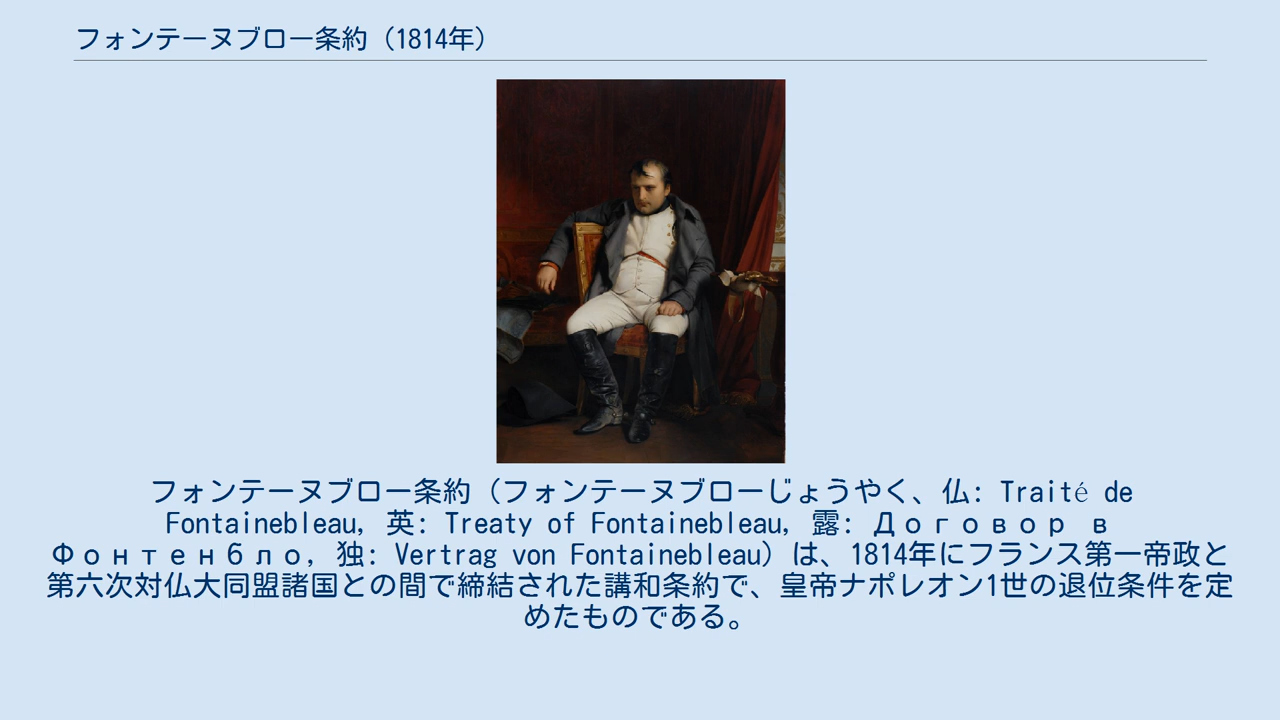 フォンテーヌブロー条約（1814年）
フォンテーヌブロー条約（フォンテーヌブローじょうやく、仏: Traité de
Fontainebleau, 英: Treaty of Fontainebleau, 露: Договор в
Фонтенбло, 独: Vertrag von Fontainebleau）は、1814年にフランス第一帝政と
第六次対仏大同盟諸国との間で締結された講和条約で、皇帝ナポレオン1世の退位条件を定
めたものである。